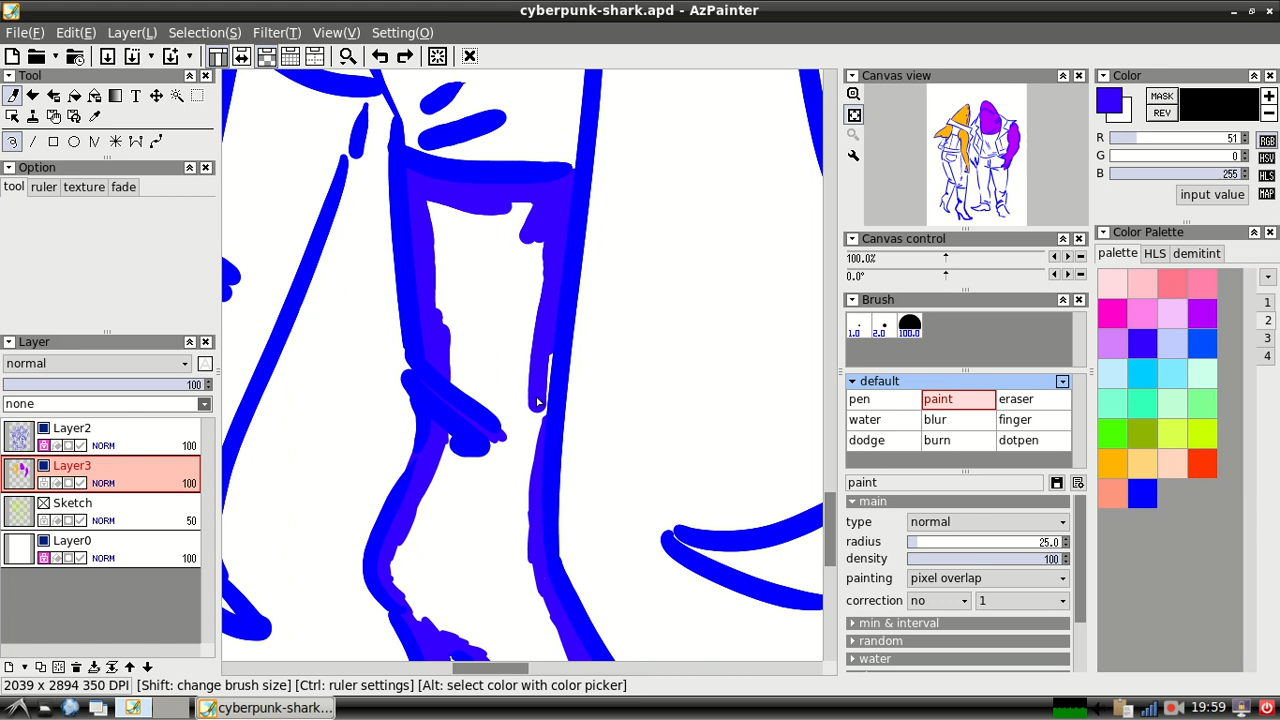 cyberpunk-shark.apd - AzPainter
File(F) Edit(E) Layer(L) Selection(S) Filter(T) View(V) Setting(O)
Tool
Option
tool ruler texture fade
Layer
normal
100
none
Layer2
NORM 100
Layer3
NORM 100
Sketch
NORM 50
Layer0
NORM 100
Canvas view
Canvas control
100.0%
0.0°
Brush
1.0 2.0 100.0
default
pen paint eraser
water blur finger
dodge burn dotpen
paint
main
type normal
radius 25.0
density 100
painting pixel overlap
correction no 1
min & interval
random
water
Color
MASK
REV
R 51
G 0
B 255
input value
RGB
HSV
HLS
MAP
Color Palette
palette HLS demitint
1
2
3
4
2039 x 2894 350 DPI [Shift: change brush size] [Ctrl: ruler settings] [Alt: select color with color picker]
cyberpunk-shark...
19:59